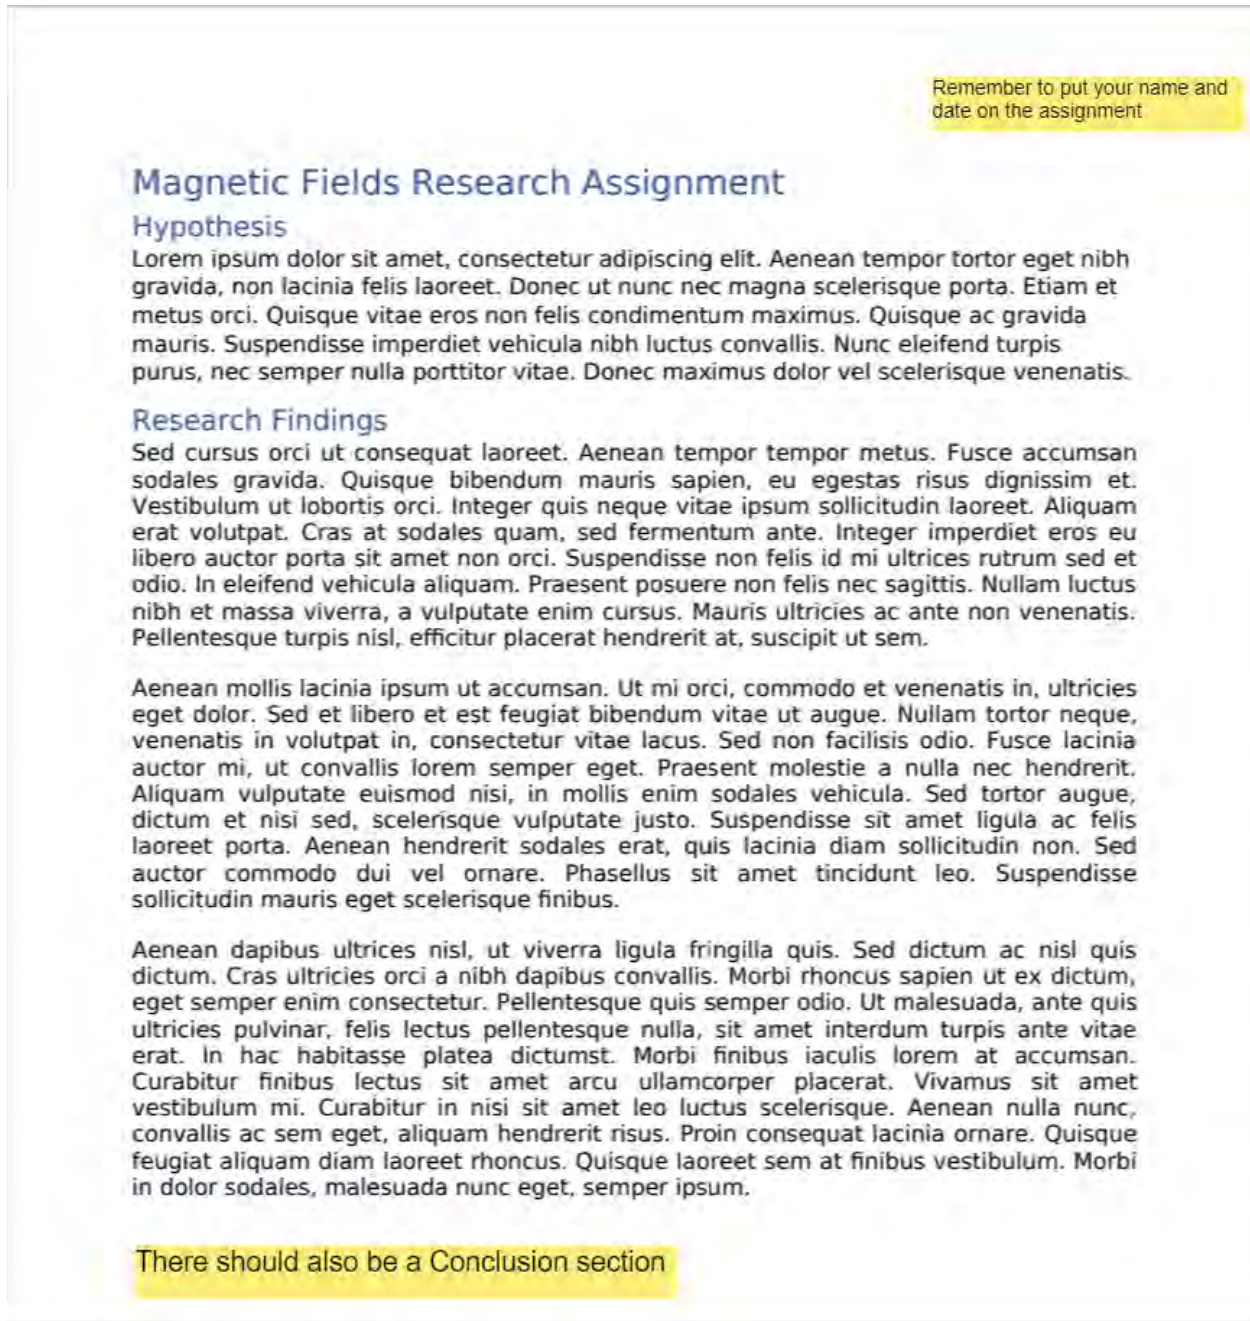 Remember to put your name and
date on the assignment
Magnetic Fields Research Assignment
Hypothesis
Lorem ipsum dolor sit amet, consectetur adipiscing elit. Aenean tempor tortor eget nibh
gravida, non lacinia felis laoreet. Donec ut nunc nec magna scelerisque porta. Etiam et
metus orci. Quisque vitae eros non felis condimentum maximus. Quisque ac gravida
mauris. Suspendisse imperdiet vehicula nibh luctus convallis. Nunc eleifend turpis
purus, nec semper nulla porttitor vitae. Donec maximus dolor vel scelerisque venenatis.
Research Findings
Sed cursus orci ut consequat laoreet. Aenean tempor tempor metus. Fusce accumsan
sodales gravida. Quisque bibendum mauris sapien, eu egestas risus dignissim et.
Vestibulum ut lobortis orci. Integer quis neque vitae ipsum sollicitudin laoreet. Aliquam
erat volutpat. Cras at sodales quam, sed fermentum ante. Integer imperdiet eros eu
libero auctor porta sit amet non orci. Suspendisse non felis id mi ultrices rutrum sed et
odio. In eleifend vehicula aliquam. Praesent posuere non felis nec sagittis. Nullam luctus
nibh et massa viverra, a vulputate enim cursus. Mauris ultricies ac ante non venenatis.
Pellentesque turpis nisl, efficitur placerat hendrerit at, suscipit ut sem.
Aenean mollis lacinia ipsum ut accumsan. Ut mi orci, commodo et venenatis in, ultricies
eget dolor. Sed et libero et est feugiat bibendum vitae ut augue. Nullam tortor neque,
venenatis in volutpat in, consectetur vitae lacus. Sed non facilisis odio. Fusce lacinia
auctor mi, ut convallis lorem semper eget. Praesent molestie a nulla nec hendrerit.
Aliquam vulputate euismod nisi, in mollis enim sodales vehicula. Sed tortor augue,
dictum et nisi sed, scelerisque vulputate justo. Suspendisse sit amet ligula ac felis
laoreet porta. Aenean hendrerit sodales erat, quis lacinia diam sollicitudin non. Sed
auctor commodo dui vel ornare. Phasellus sit amet tincidunt leo. Suspendisse
sollicitudin mauris eget scelerisque finibus.
Aenean dapibus ultrices nisl, ut viverra ligula fringilla quis. Sed dictum ac nisl quis
dictum. Cras ultricies orci a nibh dapibus convallis. Morbi rhoncus sapien ut ex dictum,
eget semper enim consectetur. Pellentesque quis semper odio. Ut malesuada, ante quis
ultricies pulvinar, felis lectus pellentesque nulla, sit amet interdum turpis ante vitae
erat. In hac habitasse platea dictumst. Morbi finibus iaculis lorem at accumsan.
Curabitur finibus lectus sit amet arcu ullamcorper placerat. Vivamus sit amet
vestibulum mi. Curabitur in nisi sit amet leo luctus scelerisque. Aenean nulla nunc,
convallis ac sem eget, aliquam hendrerit risus. Proin consequat lacinia ornare. Quisque
feugiat aliquam diam laoreet rhoncus. Quisque laoreet sem at finibus vestibulum. Morbi
in dolor sodales, malesuada nunc eget, semper ipsum.
There should also be a Conclusion section